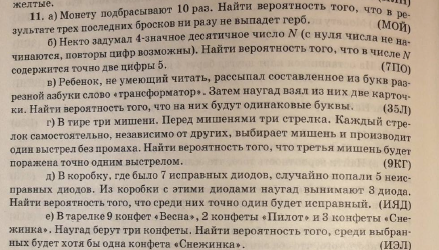 желтые.
11. а) Монету подбрасывают 10 раз. Найти вероятность того, что в ре-
зультате трех последних бросков ни разу не выпадет герб. (МОЙ)
б) Некто задумал 4-значное десятичное число N (с нуля числа не на-
чинаются, повторы цифр возможны). Найти вероятность того, что в числе N
содержится точно две цифры 5. (7ПО)
в) Ребенок, не умеющий читать, рассыпал составленное из букв раз-
резной азбуки слово «трансформатор». Затем наугад взял из них две карточ-
ки. Найти вероятность того, что на них будут одинаковые буквы. (35Л)
г) В тире три мишени. Перед мишенями три стрелка. Каждый стре-
лок самостоятельно, независимо от других, выбирает мишень и производит
один выстрел без промаха. Найти вероятность того, что третья мишень будет
поражена точно одним выстрелом. (9КГ)
д) В коробку, где было 7 исправных диодов, случайно попали 5 неис-
правных диодов. Из коробки с этими диодами наугад вынимают 3 диода.
Найти вероятность того, что среди них точно один будет исправный. (ИЯД)
е) В тарелке 9 конфет «Весна», 2 конфеты «Пилот» и 3 конфеты «Сне-
жинка». Наугад берут три конфеты. Найти вероятность того, что среди выбран-
ных будет хотя бы одна конфета «Снежинка». (ИЭЛ)